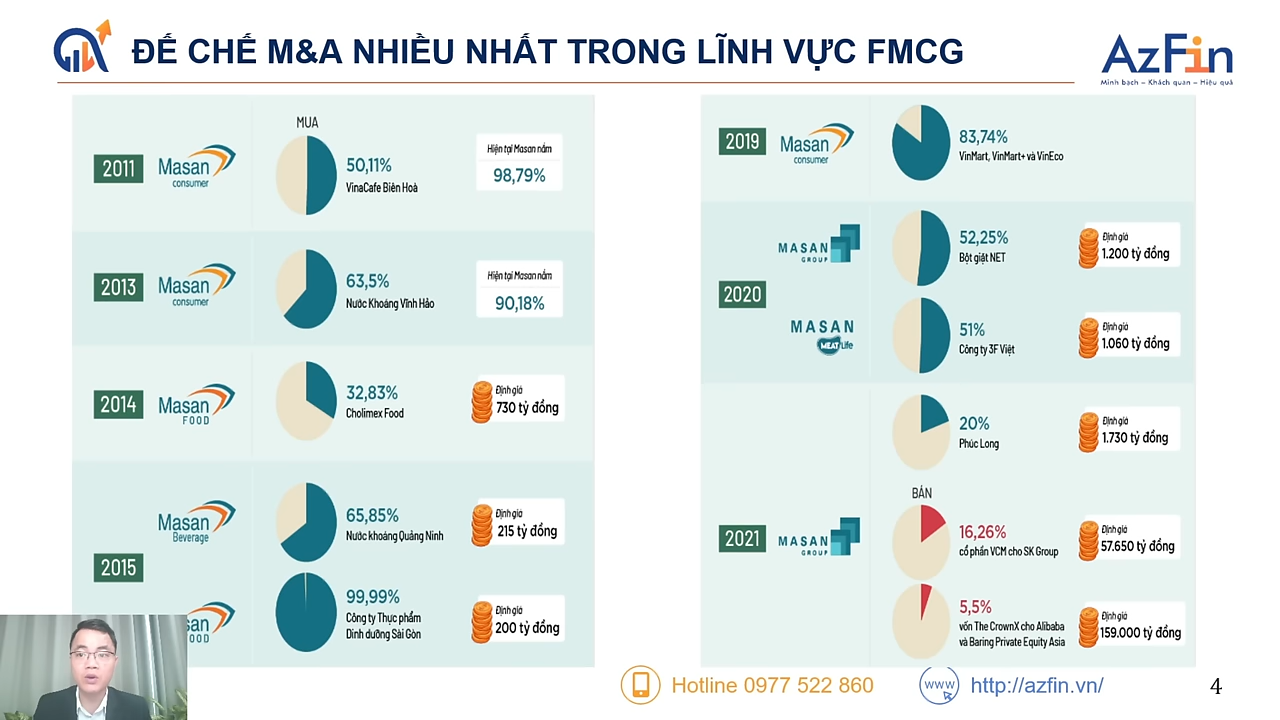 ĐẾ CHẾ M&A NHIỀU NHẤT TRONG LĨNH VỰC FMCG
AzFin
Minh bạch – Khách quan – Hiệu quả
MUA
2011
Masan
consumer
50,11%
VinaCafe Biên Hoà
Hiện tại Masan nắm
98,79%
2013
Masan
consumer
63,5%
Nước Khoáng Vĩnh Hảo
Hiện tại Masan nắm
90,18%
2014
Masan
FOOD
32,83%
Cholimex Food
Định giá
730 tỷ đồng
2015
Masan
Beverage
65,85%
Nước khoáng Quảng Ninh
Định giá
215 tỷ đồng
OOD
99,99%
Công ty Thực phẩm
Dinh dưỡng Sài Gòn
Định giá
200 tỷ đồng
2019
Masan
consumer
83,74%
VinMart, VinMart+ và VinEco
2020
MASAN
GROUP
52,25%
Bột giặt NET
Định giá
1.200 tỷ đồng
MASAN
MEATLife
51%
Công ty 3F Việt
Định giá
1.060 tỷ đồng
2021
MASAN
GROUP
20%
Phúc Long
Định giá
1.730 tỷ đồng
BÁN
16,26%
cổ phần VCM cho SK Group
Định giá
57.650 tỷ đồng
5,5%
vốn The CrownX cho Alibaba
và Baring Private Equity Asia
Định giá
159.000 tỷ đồng
Hotline 0977 522 860
www
http://azfin.vn/
4